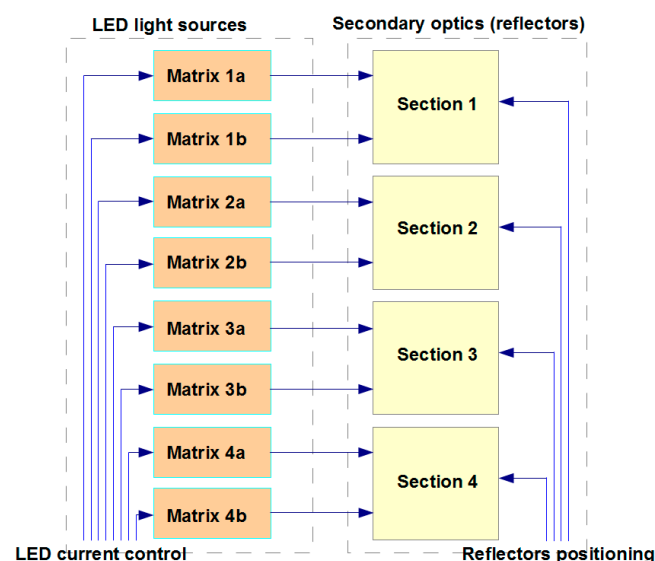 LED light sources
Secondary optics (reflectors)
Matrix 1a
Section 1
Matrix 1b
Matrix 2a
Section 2
Matrix 2b
Matrix 3a
Section 3
Matrix 3b
Matrix 4a
Section 4
Matrix 4b
LED current control
Reflectors positioning